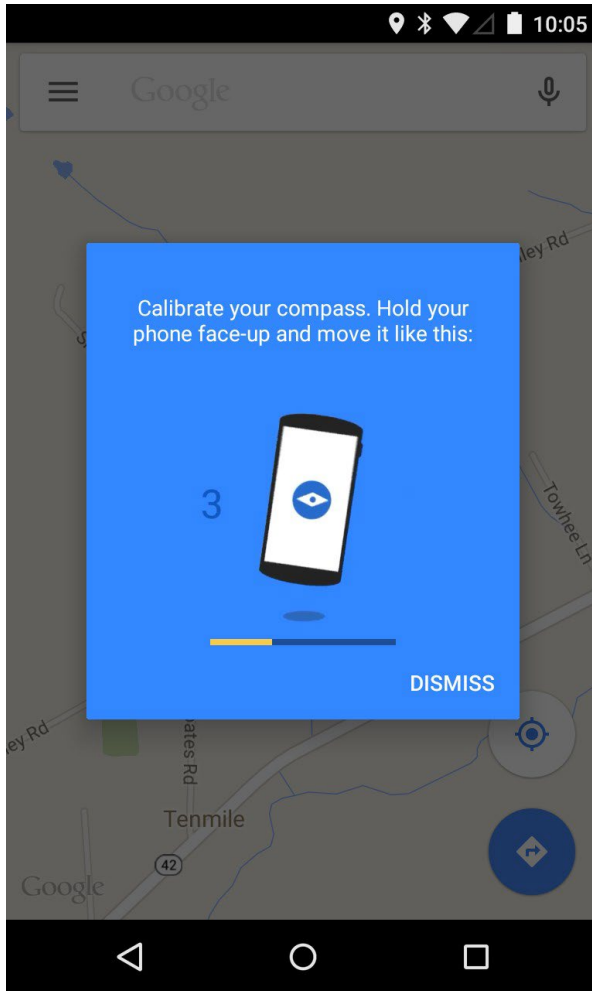 10:05
Google
ley Rd
Calibrate your compass. Hold your
phone face-up and move it like this:
3
Towhee Ln
DISMISS
ey Rd
ates Rd
Tenmile
42
Google